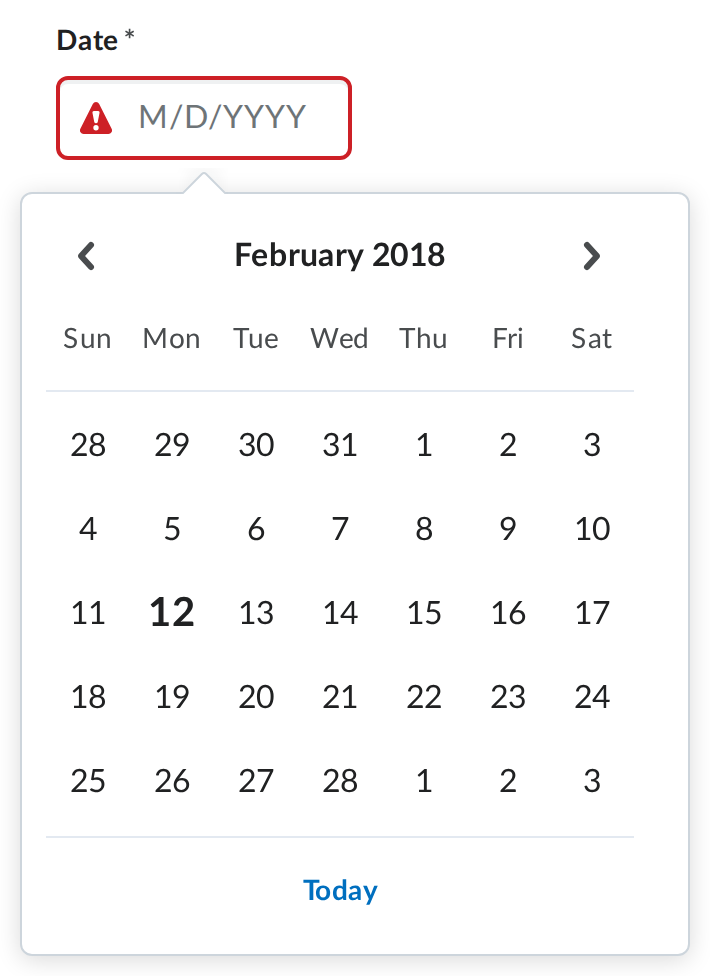 Date *
M/D/YYYY
February 2018
Sun Mon Tue Wed Thu Fri Sat
28 29 30 31 1 2 3
4 5 6 7 8 9 10
11 12 13 14 15 16 17
18 19 20 21 22 23 24
25 26 27 28 1 2 3
Today